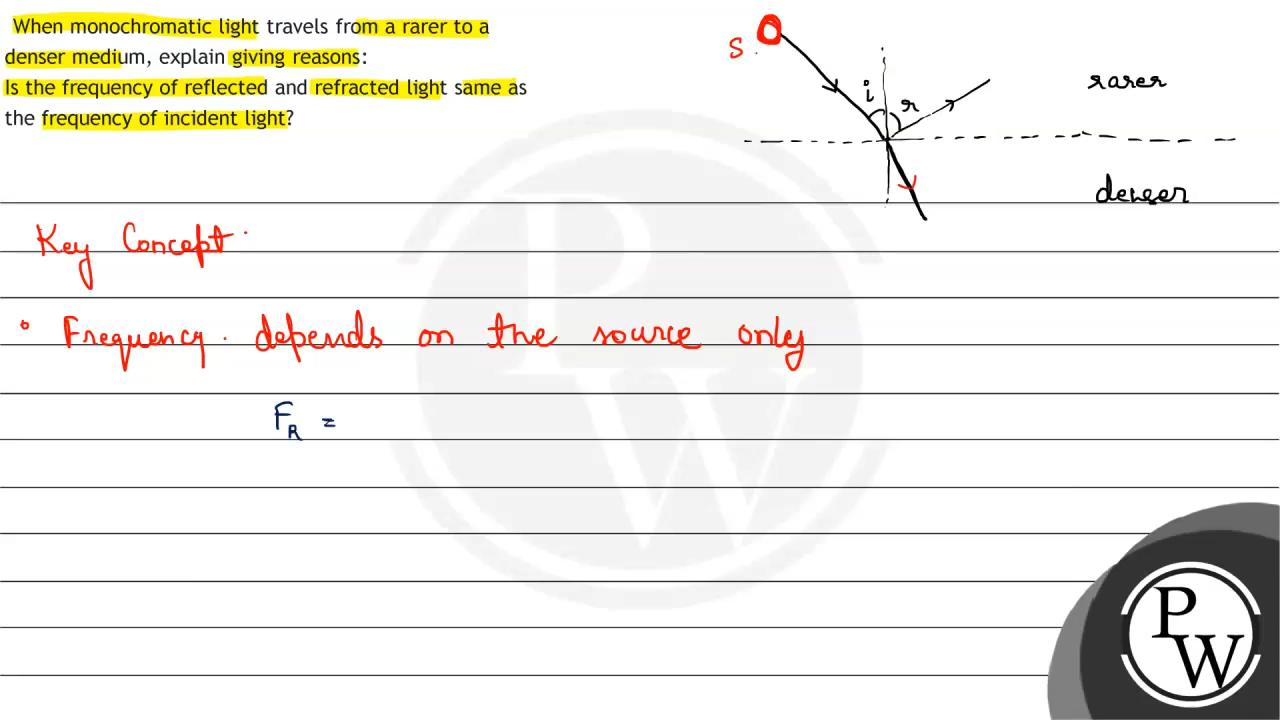 When monochromatic light travels from a rarer to a
denser medium, explain giving reasons:
Is the frequency of reflected and refracted light same as
the frequency of incident light?
S.
i
r
rarer
denser
Key Concept.
• Frequency. depends on the source only
F_R =
P
W
P
W